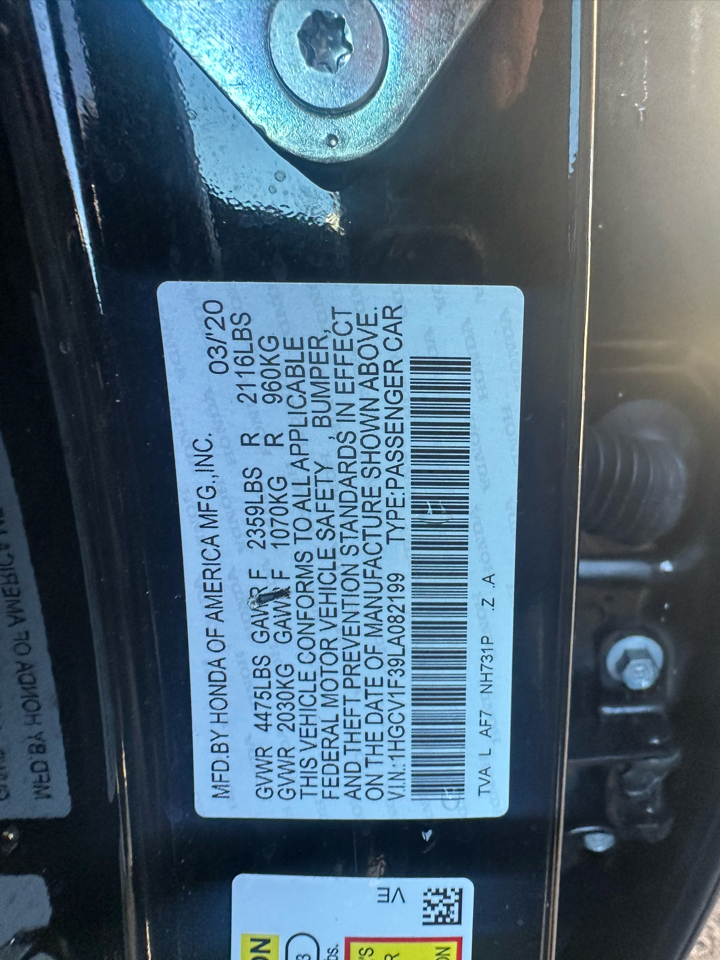 MFD.BY HONDA OF AMERICA MFG.,INC. 03/'20
GVWR 4475LBS GAWR F 2359LBS R 2116LBS
GVWR 2030KG GAWR F 1070KG R 960KG
THIS VEHICLE CONFORMS TO ALL APPLICABLE
FEDERAL MOTOR VEHICLE SAFETY , BUMPER,
AND THEFT PREVENTION STANDARDS IN EFFECT
ON THE DATE OF MANUFACTURE SHOWN ABOVE.
V.I.N:1HGCV1F39LA082199 TYPE:PASSENGER CAR
TVA L AF7 NH731P .Z .A
VE